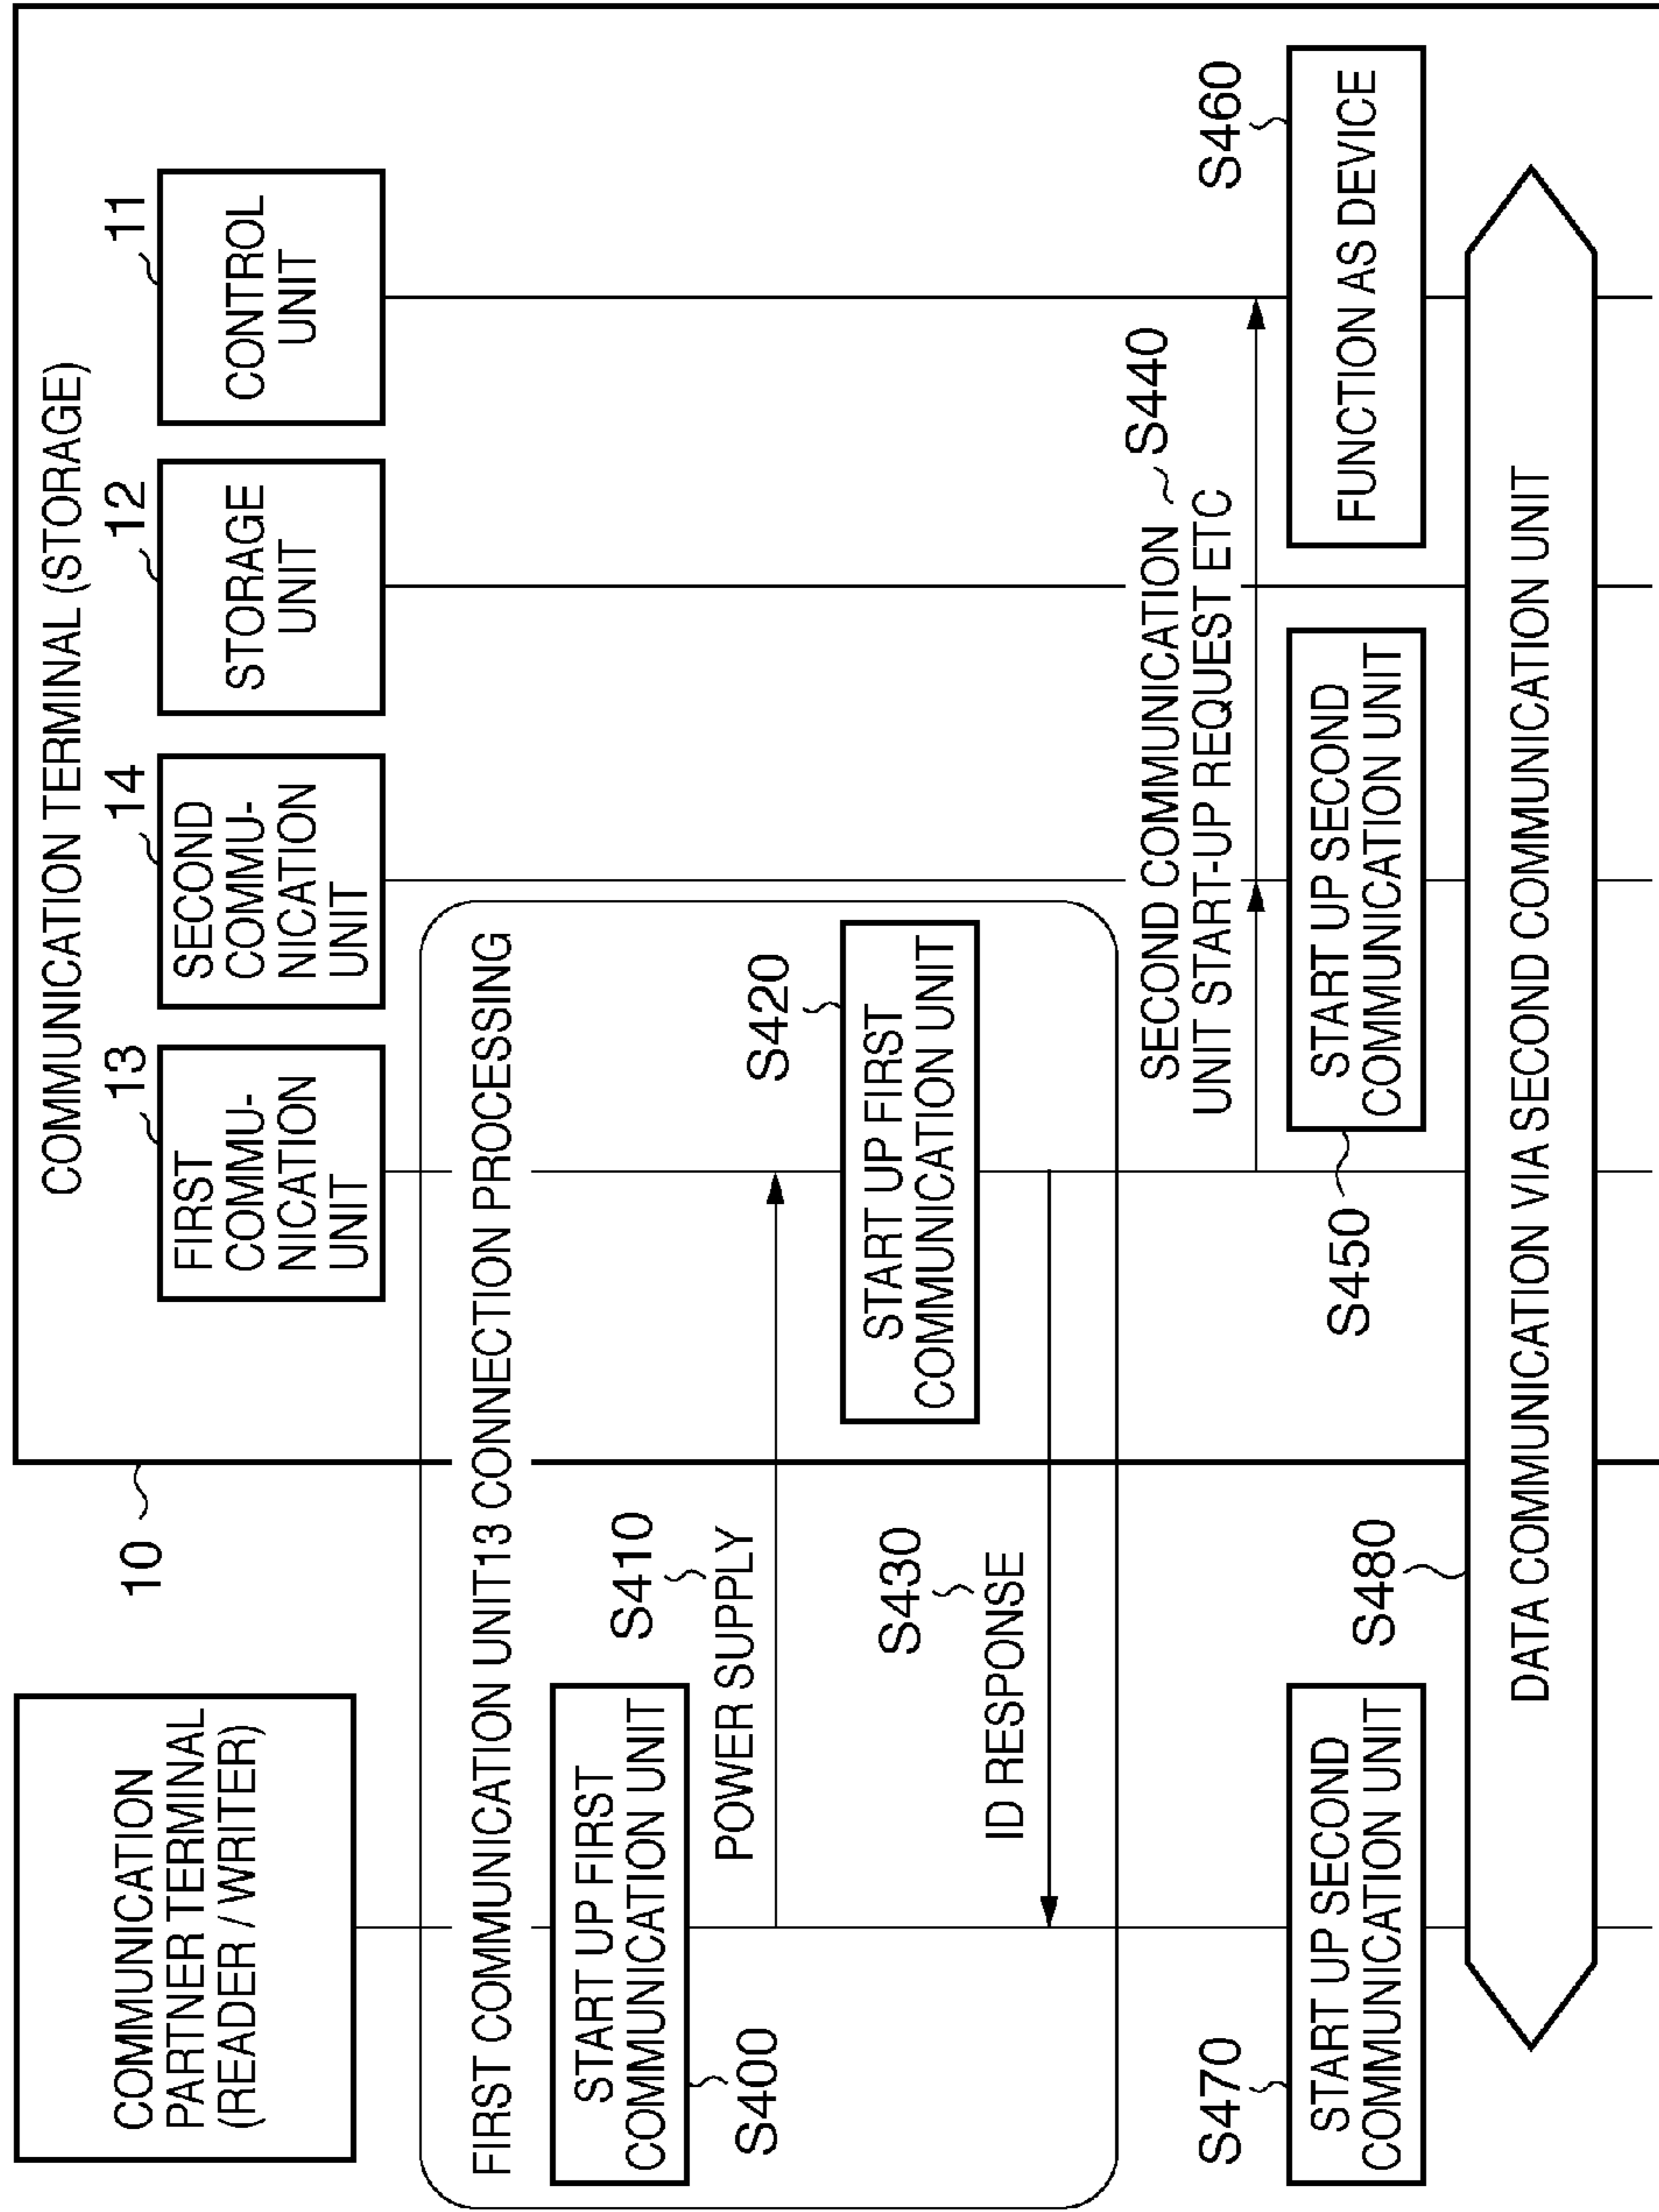 COMMUNICATION
PARTNER TERMINAL
(READER / WRITER)
10
COMMUNICATION TERMINAL (STORAGE)
13
FIRST
COMMU-
NICATION
UNIT
14
SECOND
COMMU-
NICATION
UNIT
12
STORAGE
UNIT
11
CONTROL
UNIT
FIRST COMMUNICATION UNIT13 CONNECTION PROCESSING
START UP FIRST
COMMUNICATION UNIT
S400
S410
POWER SUPPLY
S420
START UP FIRST
COMMUNICATION UNIT
S430
ID RESPONSE
S440
SECOND COMMUNICATION
UNIT START-UP REQUEST ETC
S470
START UP SECOND
COMMUNICATION UNIT
S450
START UP SECOND
COMMUNICATION UNIT
S460
FUNCTION AS DEVICE
S480
DATA COMMUNICATION VIA SECOND COMMUNICATION UNIT